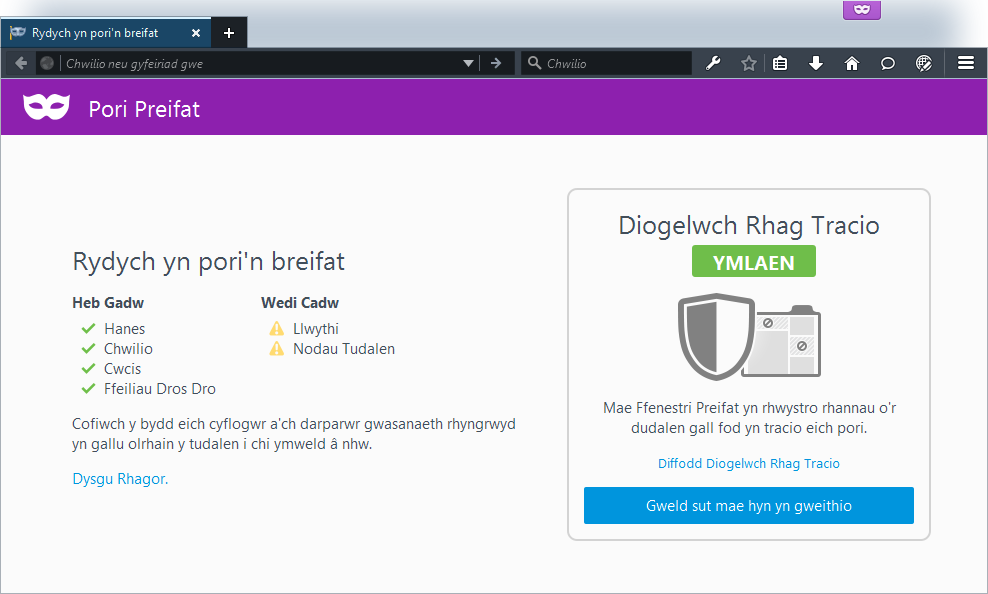 Rydych yn pori'n breifat
Chwilio neu gyfeiriad gwe
Chwilio
Pori Preifat
Rydych yn pori'n breifat
Heb Gadw
Hanes
Chwilio
Cwcis
Ffeiliau Dros Dro
Wedi Cadw
Llwythi
Nodau Tudalen
Cofiwch y bydd eich cyflogwr a'ch darparwr gwasanaeth rhyngrwyd
yn gallu olrhain y tudalen i chi ymweld â nhw.
Dysgu Rhagor.
Diogelwch Rhag Tracio
YMLAEN
Mae Ffenestri Preifat yn rhwystro rhannau o'r
dudalen gall fod yn tracio eich pori.
Diffodd Diogelwch Rhag Tracio
Gweld sut mae hyn yn gweithio